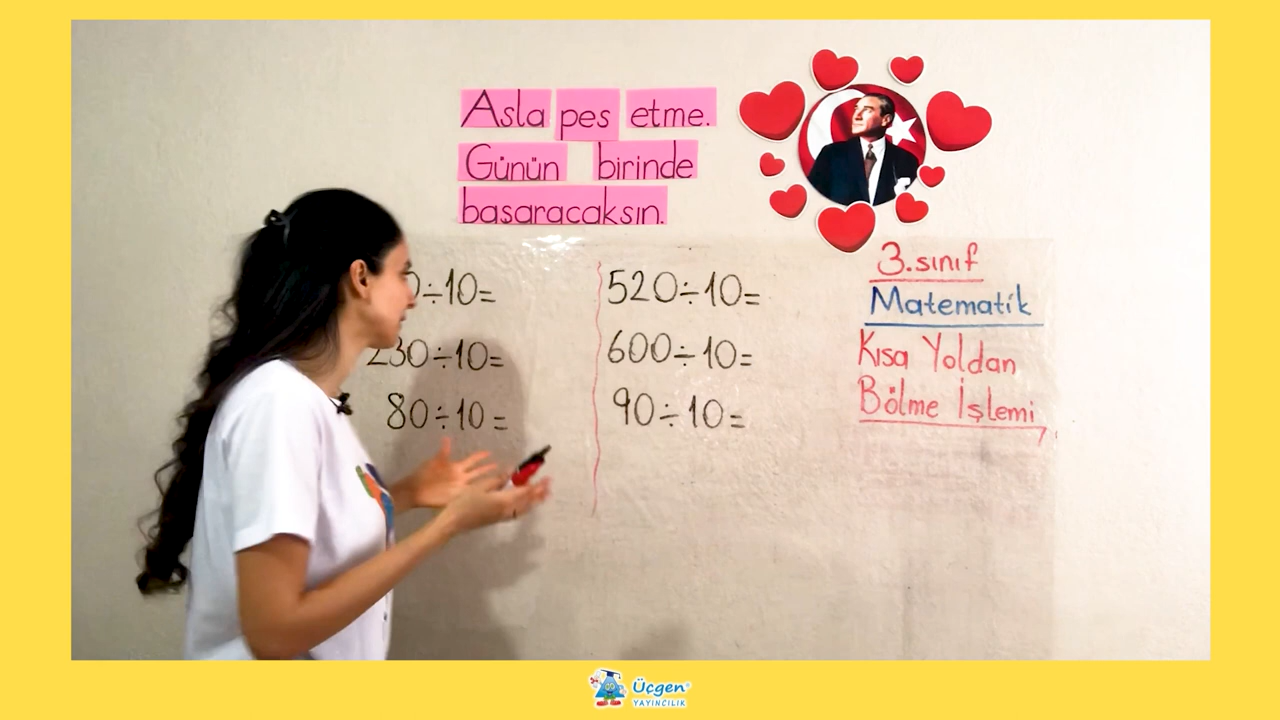 Asla pes etme.
Günün birinde
başaracaksın.
0÷10=
230÷10=
80÷10=
520÷10=
600÷10=
90÷10=
3.sınıf
Matematik
Kısa Yoldan
Bölme İşlemi
Üçgen
YAYINCILIK